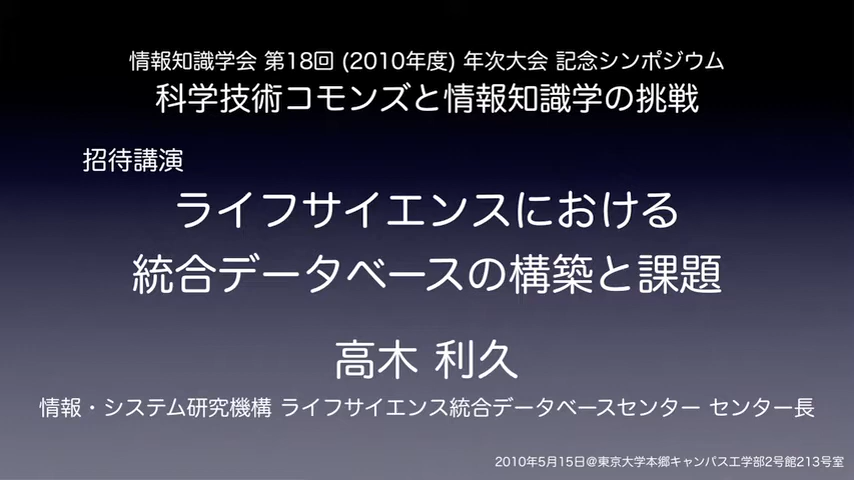 情報知識学会 第18回 (2010年度) 年次大会 記念シンポジウム
科学技術コモンズと情報知識学の挑戦
招待講演
ライフサイエンスにおける
統合データベースの構築と課題
高木 利久
情報・システム研究機構 ライフサイエンス統合データベースセンター センター長
2010年5月15日@東京大学本郷キャンパス工学部2号館213号室